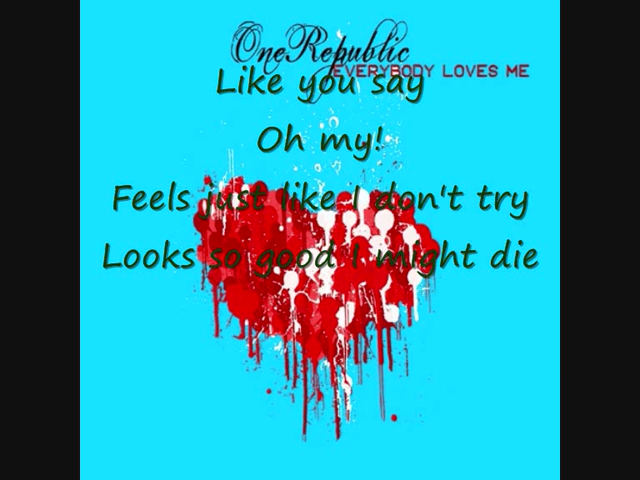 OneRepublic
EVERYBODY LOVES ME
Like you say
Oh my!
Feels just like I don't try
Looks so good I might die